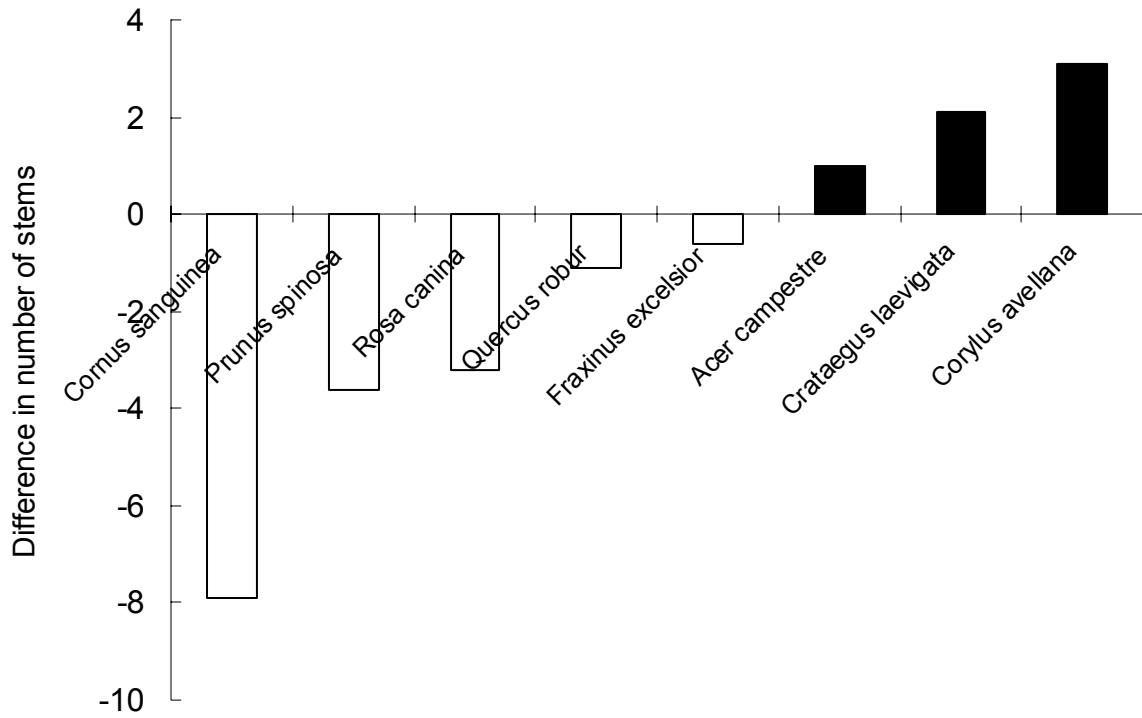 4
2
0
-2
-4
-6
-8
-10
Difference in number of stems
Cornus sanguinea
Prunus spinosa
Rosa canina
Quercus robur
Fraxinus excelsior
Acer campestre
Crataegus laevigata
Corylus avellana